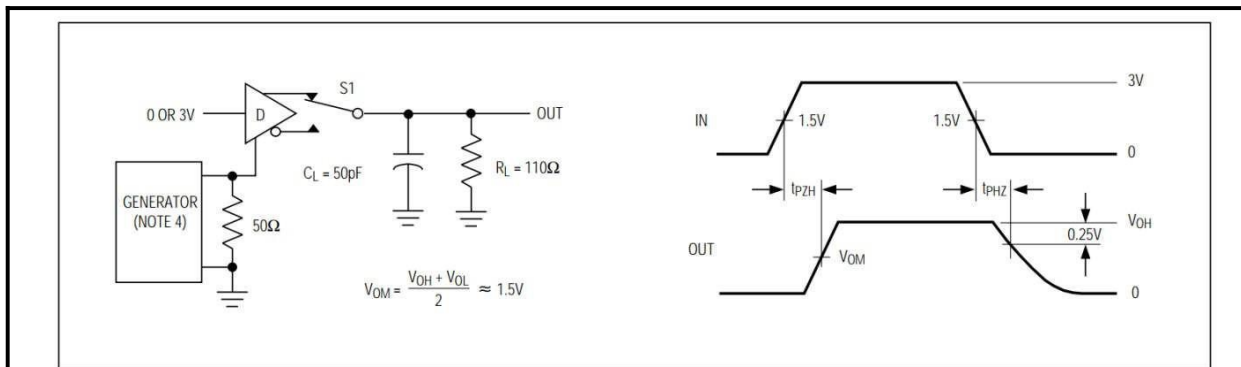 S1
0 OR 3V
D
OUT
C_L = 50pF
R_L = 110Ω
GENERATOR
(NOTE 4)
50Ω
V_OM = V_OH + V_OL / 2 ≈ 1.5V
3V
IN
1.5V
1.5V
0
t_PZH
t_PHZ
V_OH
0.25V
OUT
V_OM
0